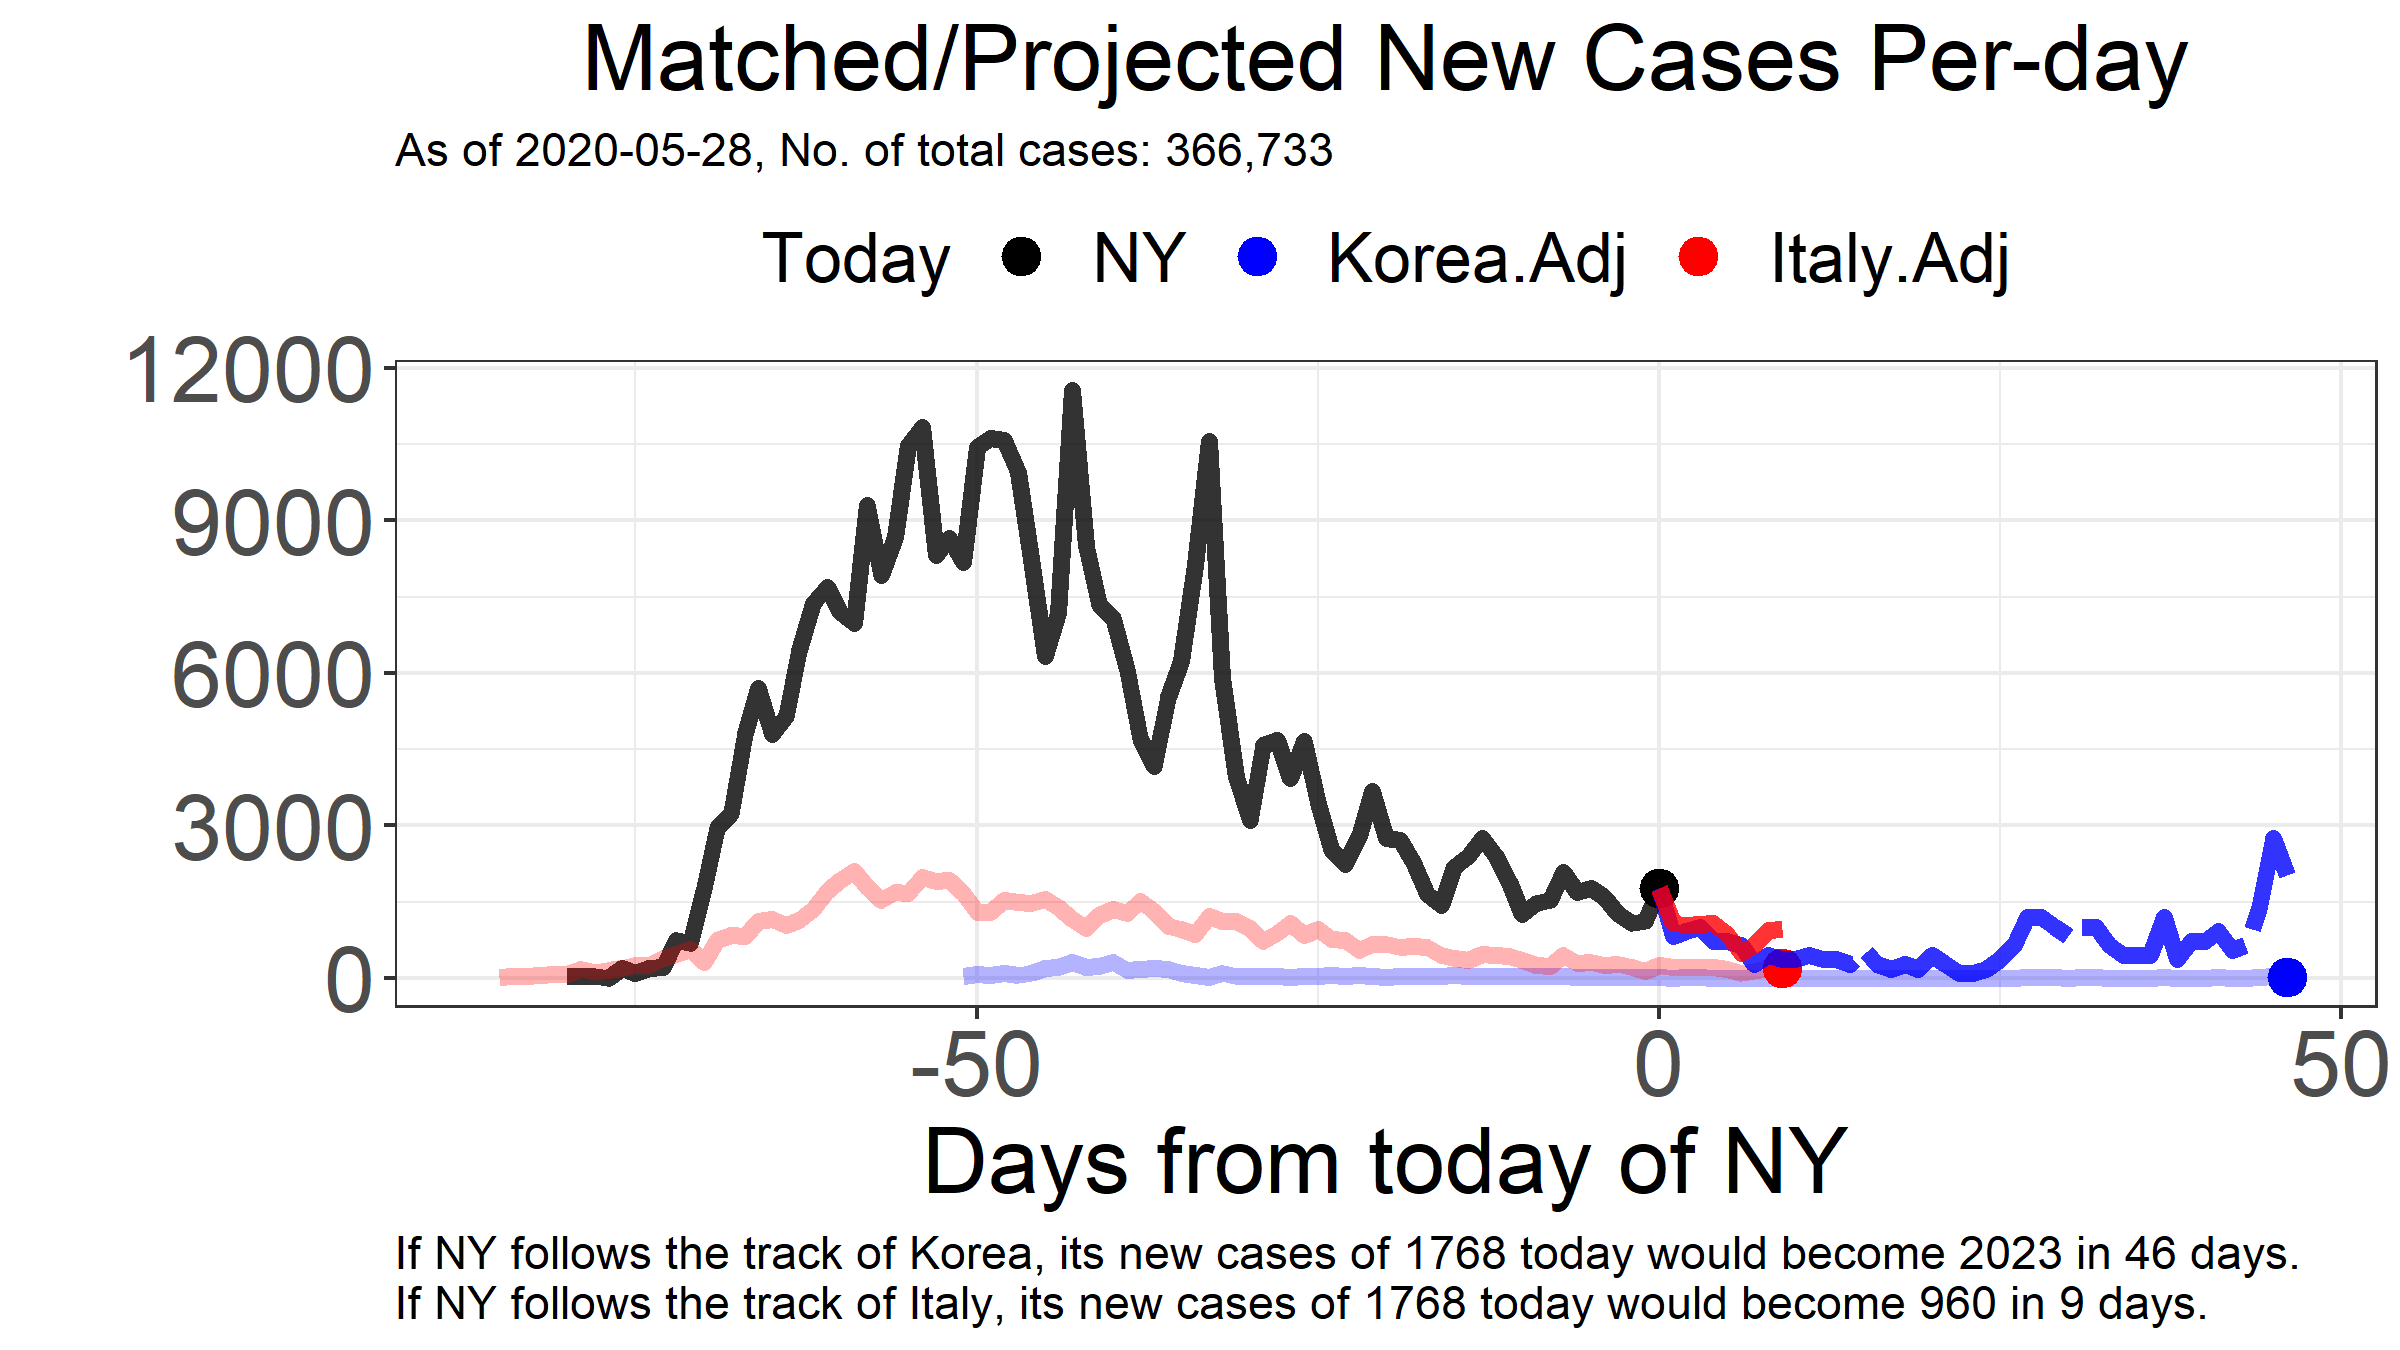 Matched/Projected New Cases Per-day
As of 2020-05-28, No. of total cases: 366,733
Today NY Korea.Adj Italy.Adj
12000
9000
6000
3000
0
-50 0 50
Days from today of NY
If NY follows the track of Korea, its new cases of 1768 today would become 2023 in 46 days.
If NY follows the track of Italy, its new cases of 1768 today would become 960 in 9 days.